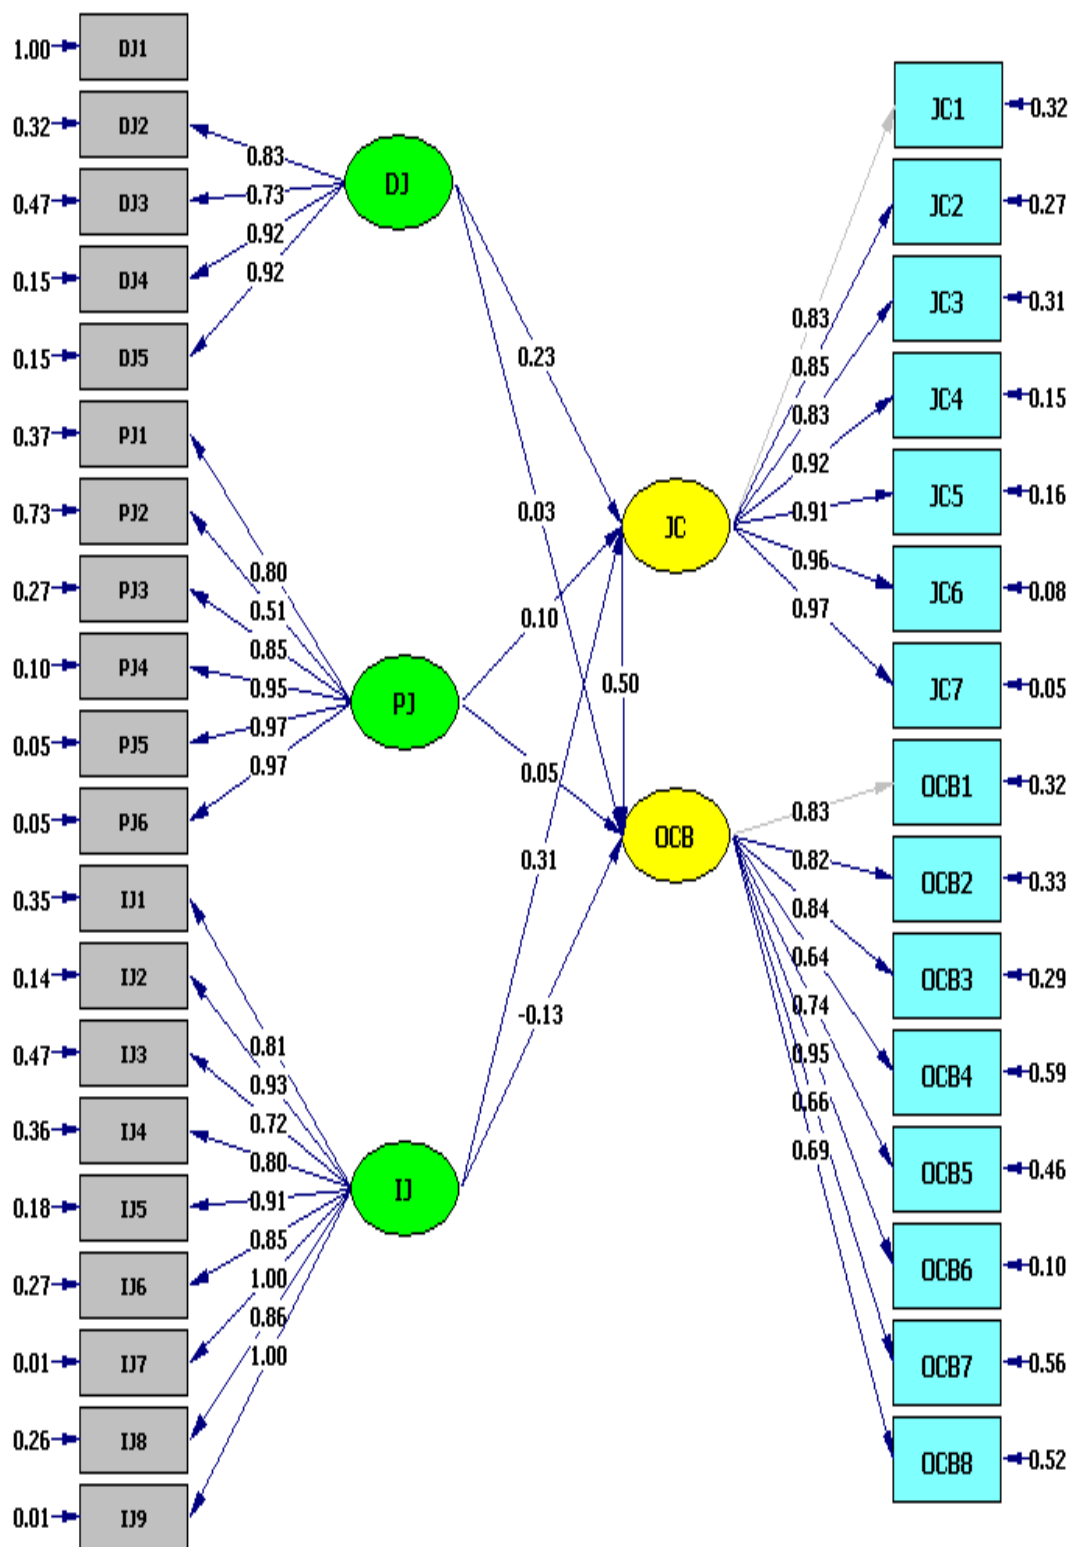 1.00 DJ1
0.32 DJ2
0.47 DJ3
0.15 DJ4
0.15 DJ5
0.37 PJ1
0.73 PJ2
0.27 PJ3
0.10 PJ4
0.05 PJ5
0.05 PJ6
0.35 IJ1
0.14 IJ2
0.47 IJ3
0.36 IJ4
0.18 IJ5
0.27 IJ6
0.01 IJ7
0.26 IJ8
0.01 IJ9
0.83
0.73
0.92
0.92
0.80
0.51
0.85
0.95
0.97
0.97
0.81
0.93
0.72
0.80
0.91
0.85
1.00
0.86
1.00
DJ
PJ
IJ
0.23
0.03
0.10
0.50
0.05
0.31
-0.13
JC
OCB
0.83
0.85
0.83
0.92
0.91
0.96
0.97
0.83
0.82
0.84
0.64
0.74
0.95
0.66
0.69
JC1 0.32
JC2 0.27
JC3 0.31
JC4 0.15
JC5 0.16
JC6 0.08
JC7 0.05
OCB1 0.32
OCB2 0.33
OCB3 0.29
OCB4 0.59
OCB5 0.46
OCB6 0.10
OCB7 0.56
OCB8 0.52